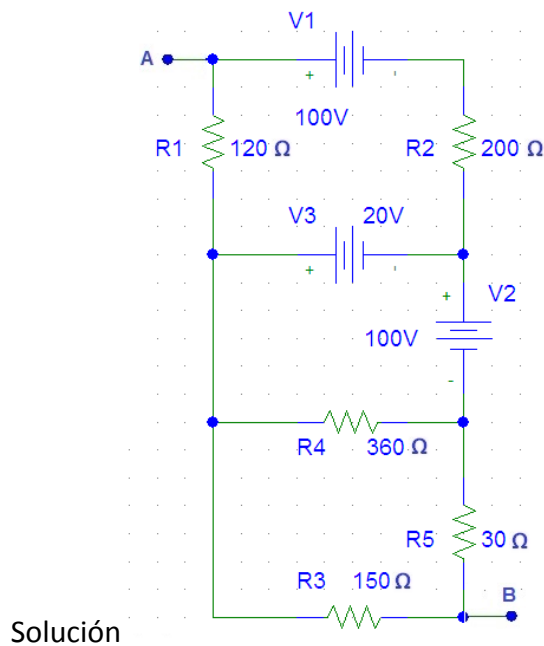 V1
A
+ -
100V
R1 120 Ω R2 200 Ω
V3 20V
+ -
+ V2
100V
-
R4 360 Ω
R5 30 Ω
R3 150 Ω
B
Solución